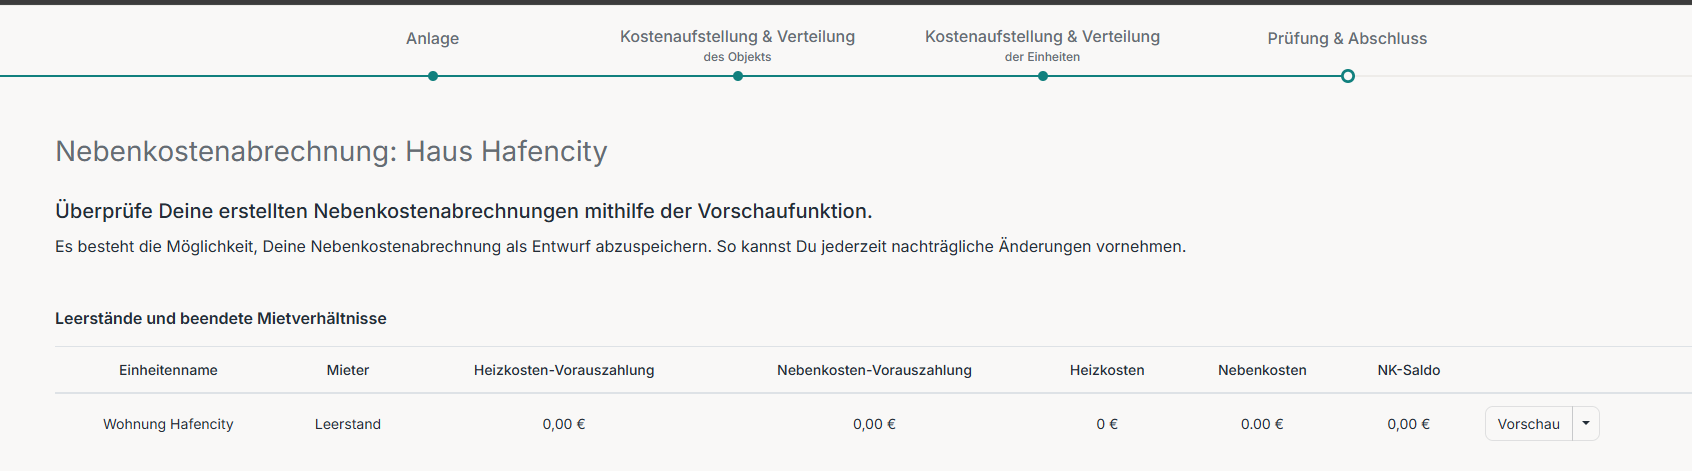 Anlage
Kostenaufstellung & Verteilung
des Objekts
Kostenaufstellung & Verteilung
der Einheiten
Prüfung & Abschluss
Nebenkostenabrechnung: Haus Hafencity
Überprüfe Deine erstellten Nebenkostenabrechnungen mithilfe der Vorschaufunktion.
Es besteht die Möglichkeit, Deine Nebenkostenabrechnung als Entwurf abzuspeichern. So kannst Du jederzeit nachträgliche Änderungen vornehmen.
Leerstände und beendete Mietverhältnisse
Einheitenname Mieter Heizkosten-Vorauszahlung Nebenkosten-Vorauszahlung Heizkosten Nebenkosten NK-Saldo
Wohnung Hafencity Leerstand 0,00 € 0,00 € 0 € 0.00 € 0,00 € Vorschau